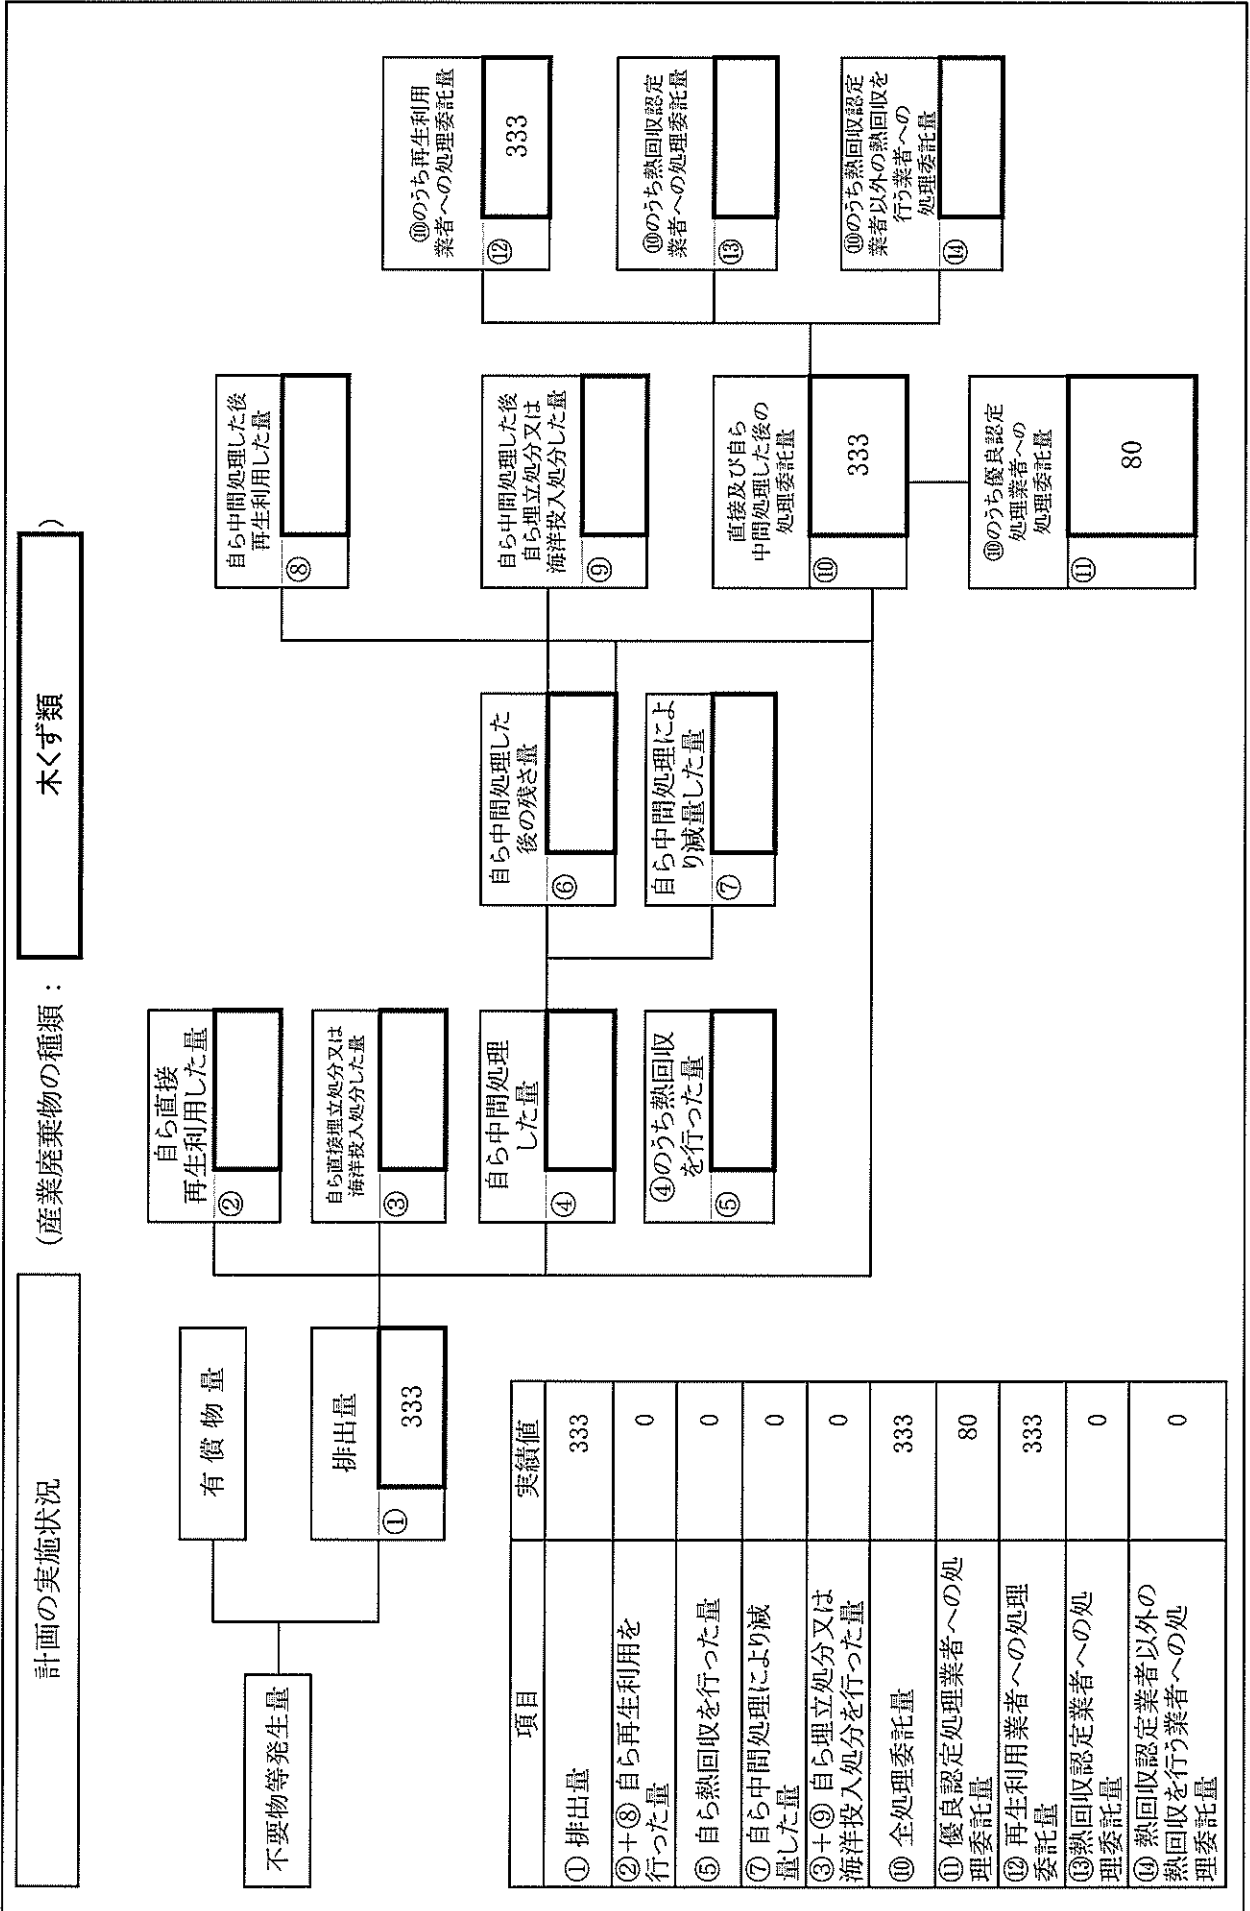 計画の実施状況
(産業廃棄物の種類:
木くず類
)
不要物等発生量
有償物量
排出量
①
333
自ら直接
再生利用した量
②
自ら直接埋立処分又は
海洋投入処分した量
③
自ら中間処理
した量
④
④のうち熱回収
を行った量
⑤
自ら中間処理した
後の残さ量
⑥
自ら中間処理によ
り減量した量
⑦
自ら中間処理した後
再生利用した量
⑧
自ら中間処理した後
自ら埋立処分又は
海洋投入処分した量
⑨
直接及び自ら
中間処理した後の
処理委託量
⑩
333
⑩のうち優良認定
処理業者への
処理委託量
⑪
80
⑩のうち再生利用
業者への処理委託量
⑫
333
⑩のうち熱回収認定
業者への処理委託量
⑬
⑩のうち熱回収認定
業者以外の熱回収を
行う業者への
処理委託量
⑭
項目 実績値
① 排出量 333
②+⑧ 自ら再生利用を
行った量 0
⑤ 自ら熱回収を行った量 0
⑦ 自ら中間処理により減
量した量 0
③+⑨ 自ら埋立処分又は
海洋投入処分を行った量 0
⑩ 全処理委託量 333
⑪ 優良認定処理業者への処
理委託量 80
⑫ 再生利用業者への処理
委託量 333
⑬熱回収認定業者への処
理委託量 0
⑭ 熱回収認定業者以外の
熱回収を行う業者への処
理委託量 0